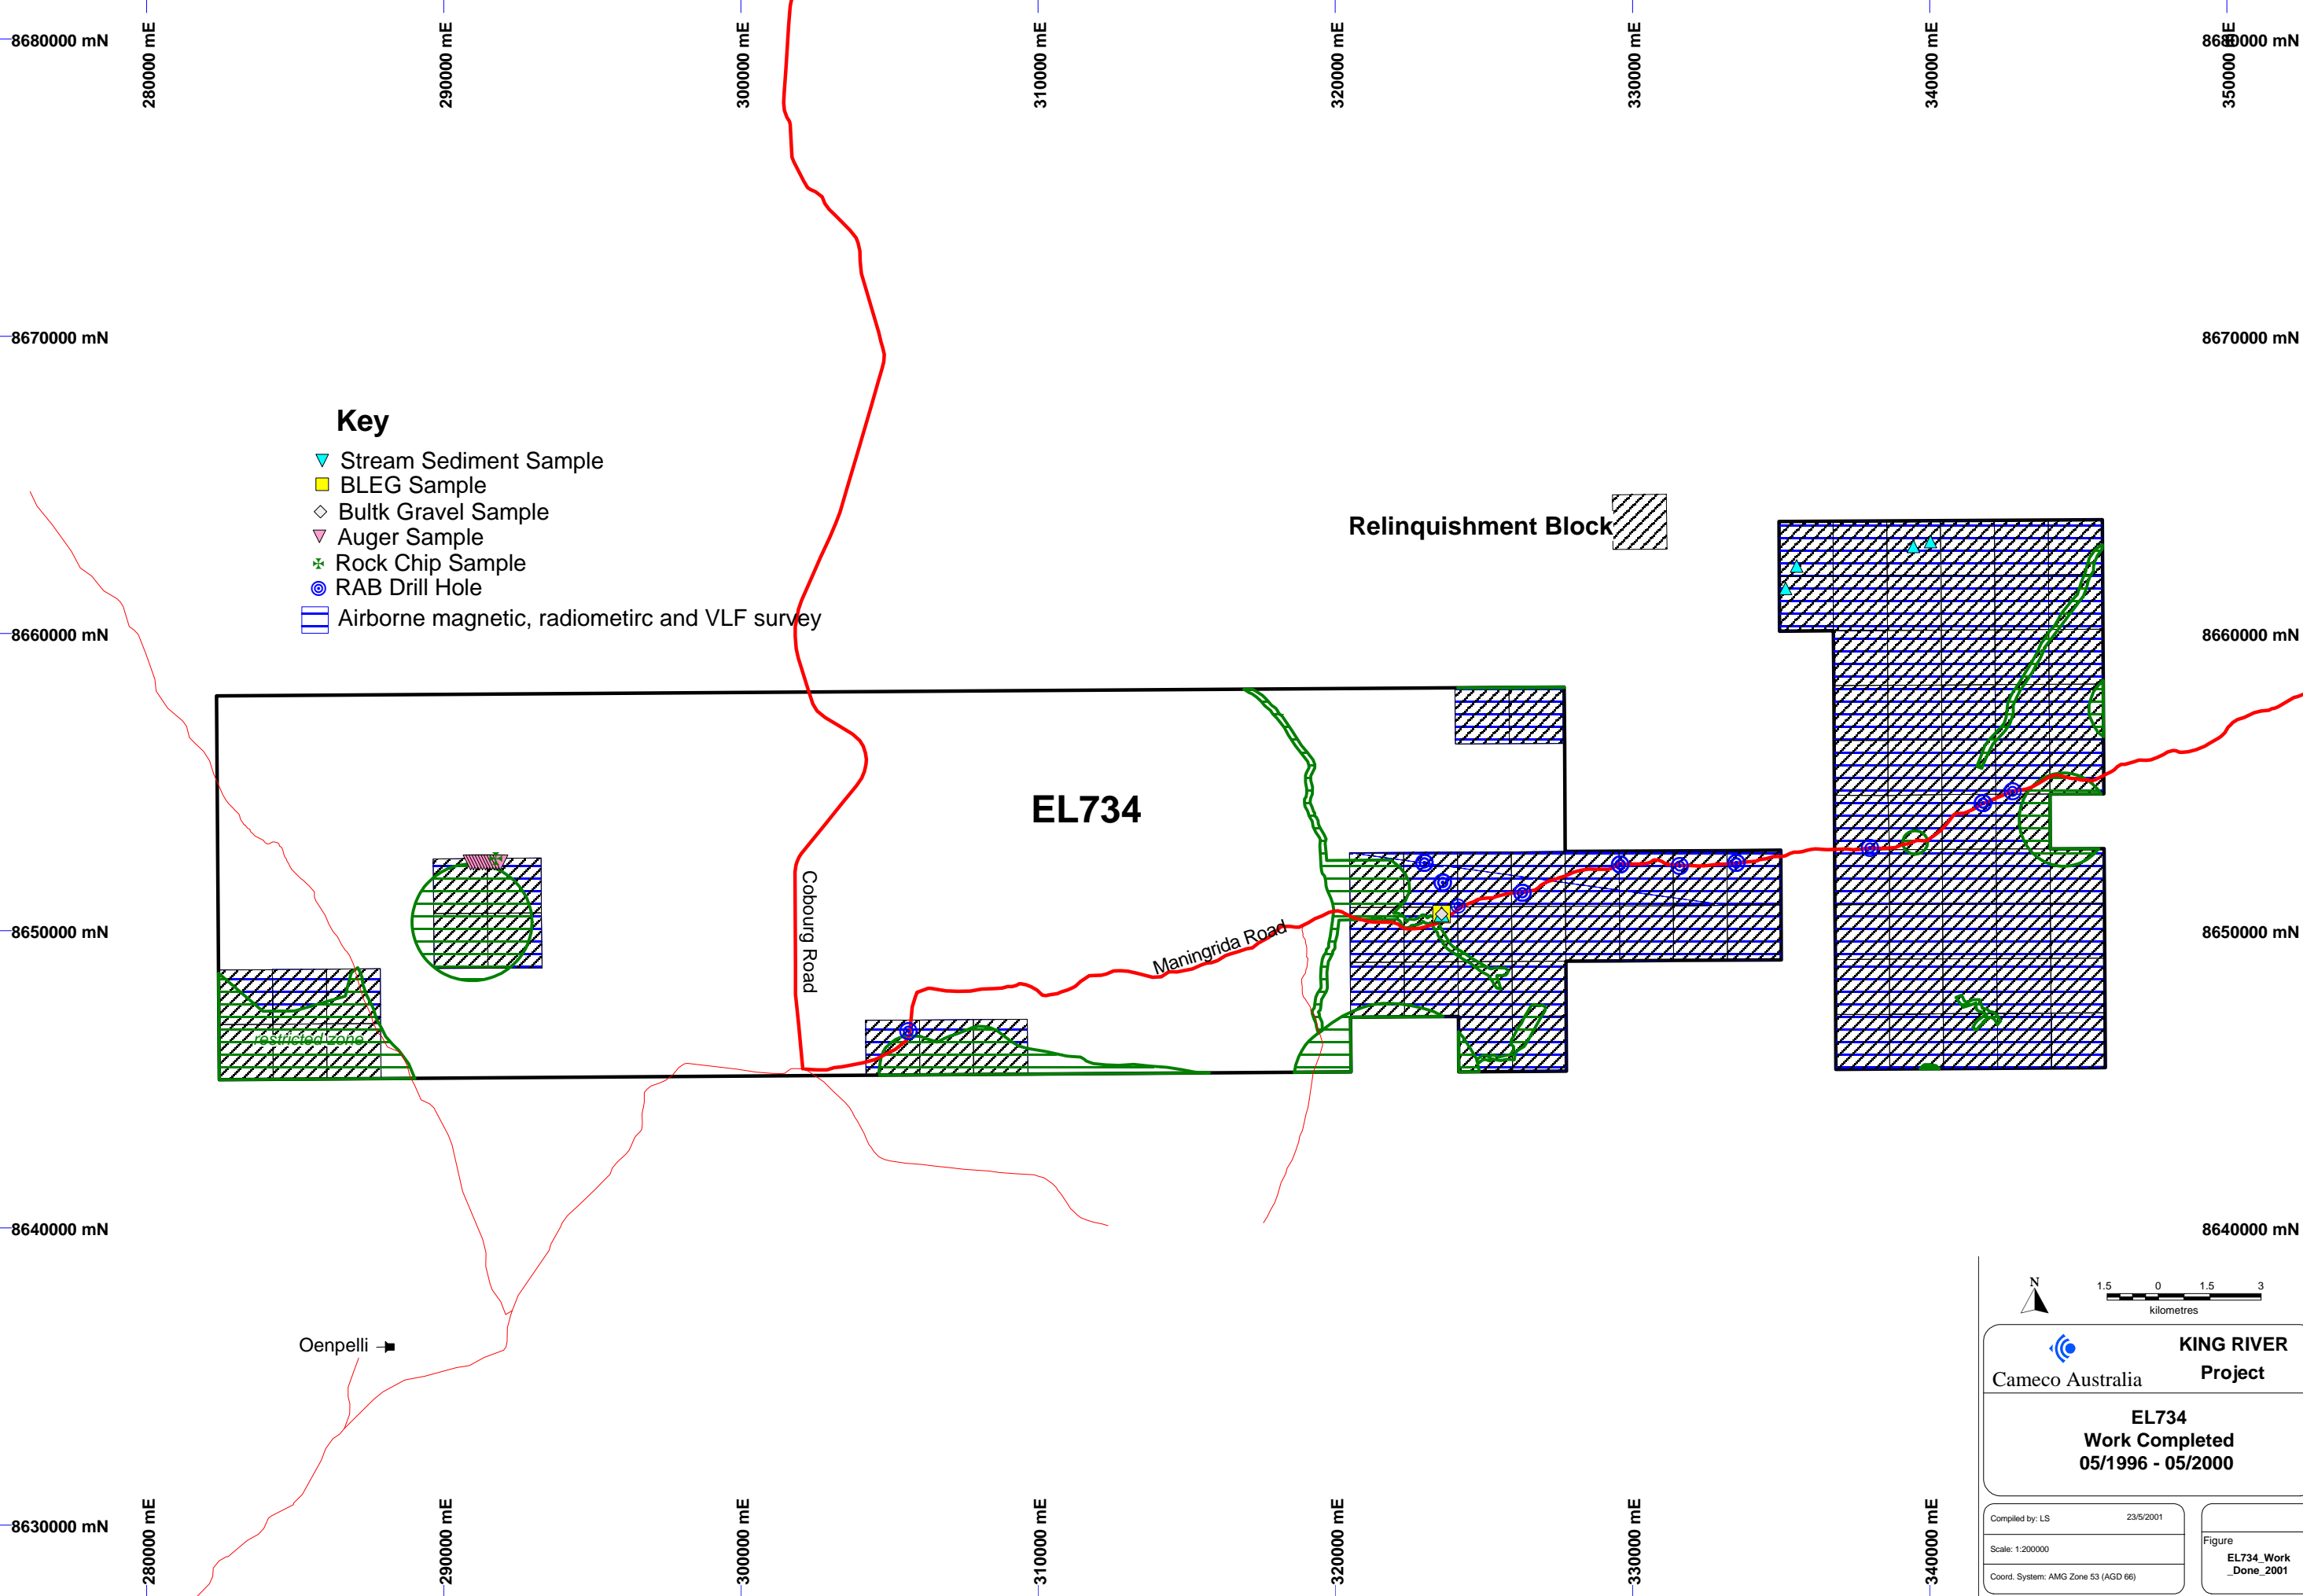 280000 mE
290000 mE
300000 mE
310000 mE
320000 mE
330000 mE
340000 mE
350000 mE
8680000 mN
8680000 mN
8670000 mN
8670000 mN
Key
Stream Sediment Sample
BLEG Sample
Bultk Gravel Sample
Auger Sample
Rock Chip Sample
RAB Drill Hole
Airborne magnetic, radiometirc and VLF survey
Relinquishment Block
8660000 mN
8660000 mN
EL734
Cobourg Road
Maningrida Road
8650000 mN
8650000 mN
restricted zone
8640000 mN
8640000 mN
Oenpelli
N
1.5 0 1.5 3
kilometres
Cameco Australia
KING RIVER
Project
EL734
Work Completed
05/1996 - 05/2000
Compiled by: LS 23/5/2001
Scale: 1:200000
Coord. System: AMG Zone 53 (AGD 66)
Figure
EL734_Work
_Done_2001
8630000 mN
280000 mE
290000 mE
300000 mE
310000 mE
320000 mE
330000 mE
340000 mE